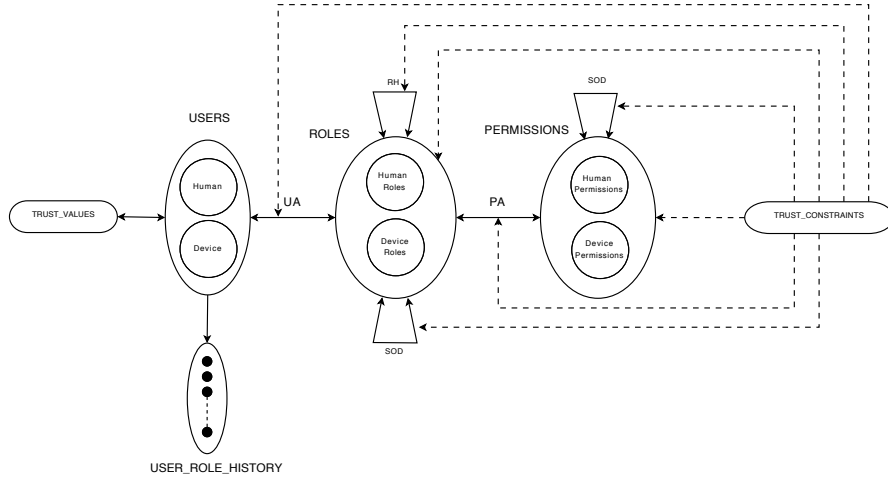 RH
SOD
USERS
ROLES
PERMISSIONS
Human
Human
Roles
Human
Permissions
UA
PA
TRUST_VALUES
TRUST_CONSTRAINTS
Device
Device
Roles
Device
Permissions
SOD
USER_ROLE_HISTORY